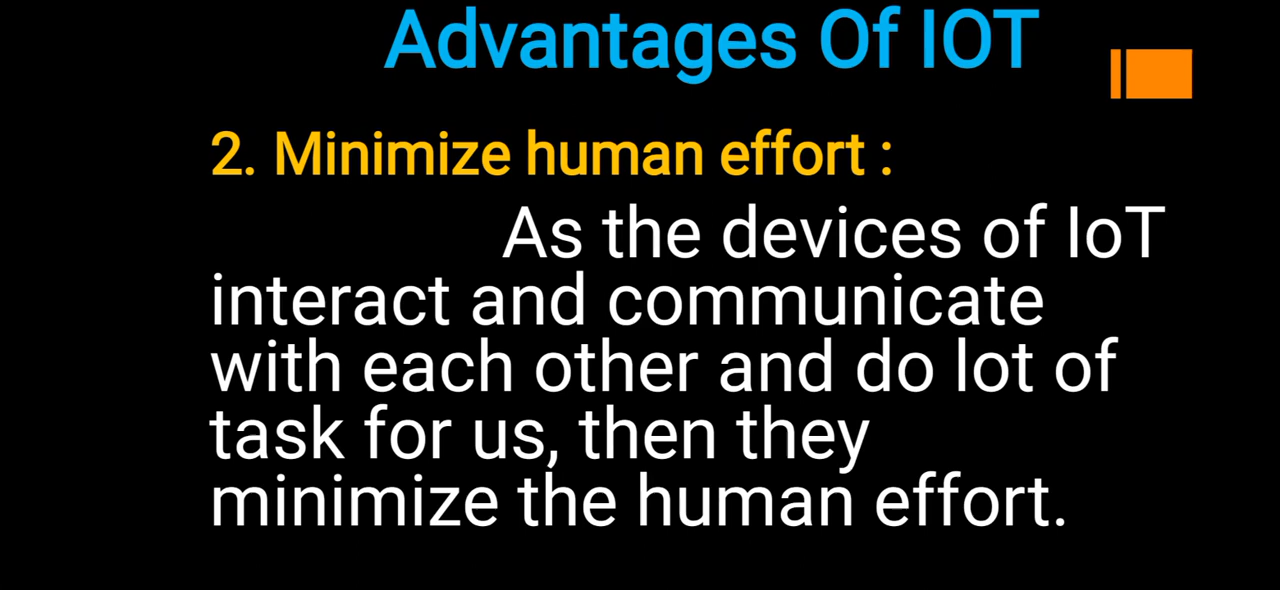 Advantages Of IOT
2. Minimize human effort :
As the devices of IoT
interact and communicate
with each other and do lot of
task for us, then they
minimize the human effort.